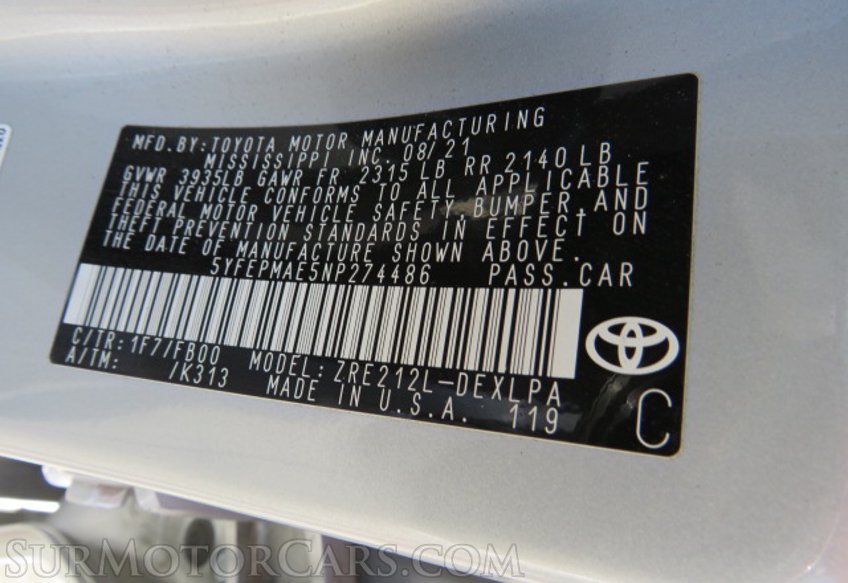 MFD.BY:TOYOTA MOTOR MANUFACTURING
MISSISSIPPI INC. 08/21
GVWR 3935LB GAWR FR 2315 LB RR 2140 LB
THIS VEHICLE CONFORMS TO ALL APPLICABLE
FEDERAL MOTOR VEHICLE SAFETY, BUMPER, AND
THEFT PREVENTION STANDARDS IN EFFECT ON
THE DATE OF MANUFACTURE SHOWN ABOVE.
5YFEPMAE5NP274486 PASS.CAR
C/TR: 1F7/FB00 MODEL: ZRE212L-DEXLPA
A/TM: /K313 MADE IN U.S.A. 119
C
SURMOTORCARS.COM